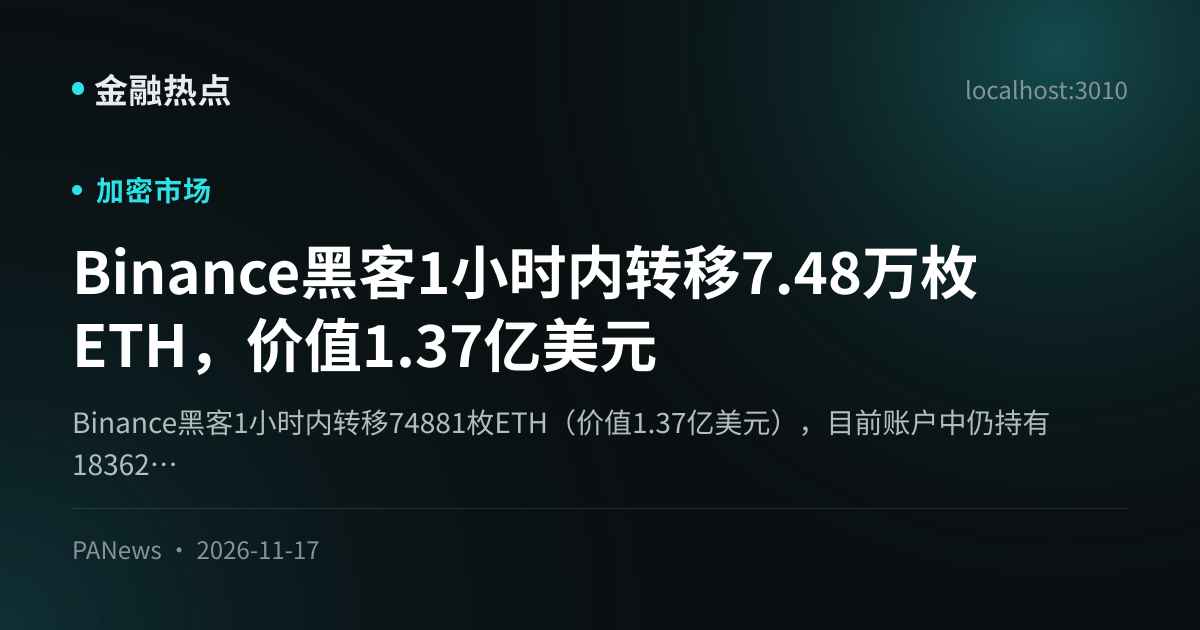 金融热点
localhost:3010
加密市场
Binance黑客1小时内转移7.48万枚
ETH，价值1.37亿美元
Binance黑客1小时内转移74881枚ETH（价值1.37亿美元），目前账户中仍持有
18362…
PANews • 2026-11-17